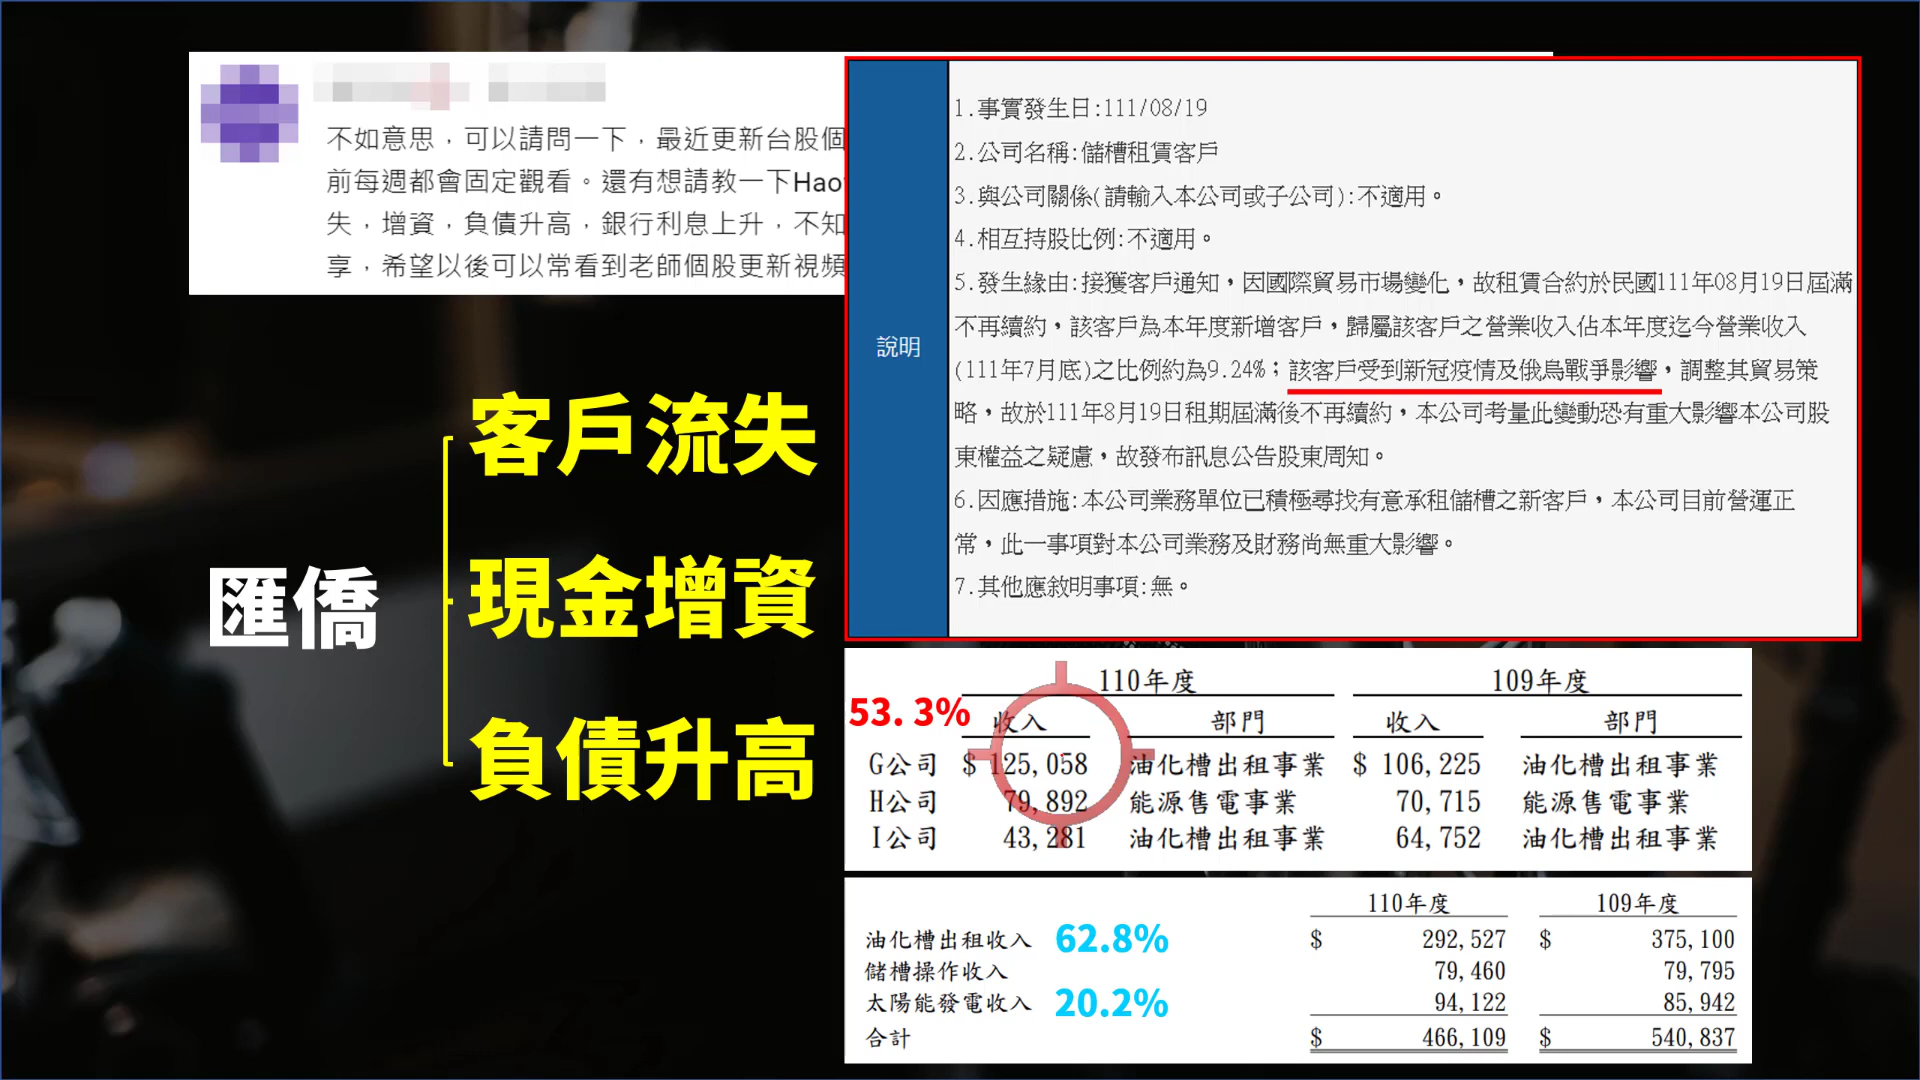 不如意思，可以請問一下，最近更新台股個
前每週都會固定觀看。還有想請教一下Hao
失，增資，負債升高，銀行利息上升，不知
享，希望以後可以常看到老師個股更新視頻
說明
1.事實發生日:111/08/19
2.公司名稱:儲槽租賃客戶
3.與公司關係(請輸入本公司或子公司):不適用。
4.相互持股比例:不適用。
5.發生緣由:接獲客戶通知，因國際貿易市場變化，故租賃合約於民國111年08月19日屆滿
不再續約，該客戶為本年度新增客戶，歸屬該客戶之營業收入佔本年度迄今營業收入
(111年7月底)之比例約為9.24%；該客戶受到新冠疫情及俄烏戰爭影響，調整其貿易策
略，故於111年8月19日租期屆滿後不再續約，本公司考量此變動恐有重大影響本公司股
東權益之疑慮，故發布訊息公告股東周知。
6.因應措施:本公司業務單位已積極尋找有意承租儲槽之新客戶，本公司目前營運正
常，此一事項對本公司業務及財務尚無重大影響。
7.其他應敘明事項:無。
匯僑
客戶流失
現金增資
負債升高
110年度 109年度
53.3% 收入 部門 收入 部門
G公司 $ 125,058 油化槽出租事業 $ 106,225 油化槽出租事業
H公司 79,892 能源售電事業 70,715 能源售電事業
I公司 43,281 油化槽出租事業 64,752 油化槽出租事業
110年度 109年度
油化槽出租收入 62.8% $ 292,527 $ 375,100
儲槽操作收入 79,460 79,795
太陽能發電收入 20.2% 94,122 85,942
合計 $ 466,109 $ 540,837